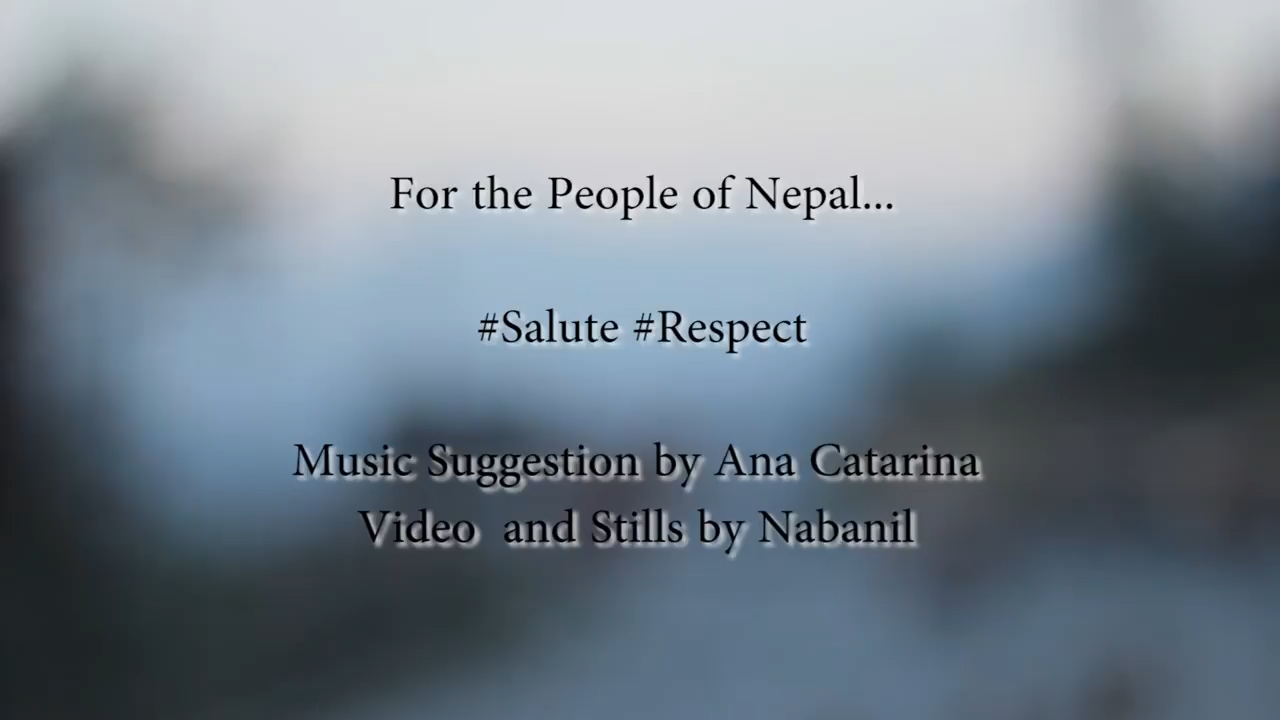 For the People of Nepal...
#Salute #Respect
Music Suggestion by Ana Catarina
Video  and Stills by Nabanil